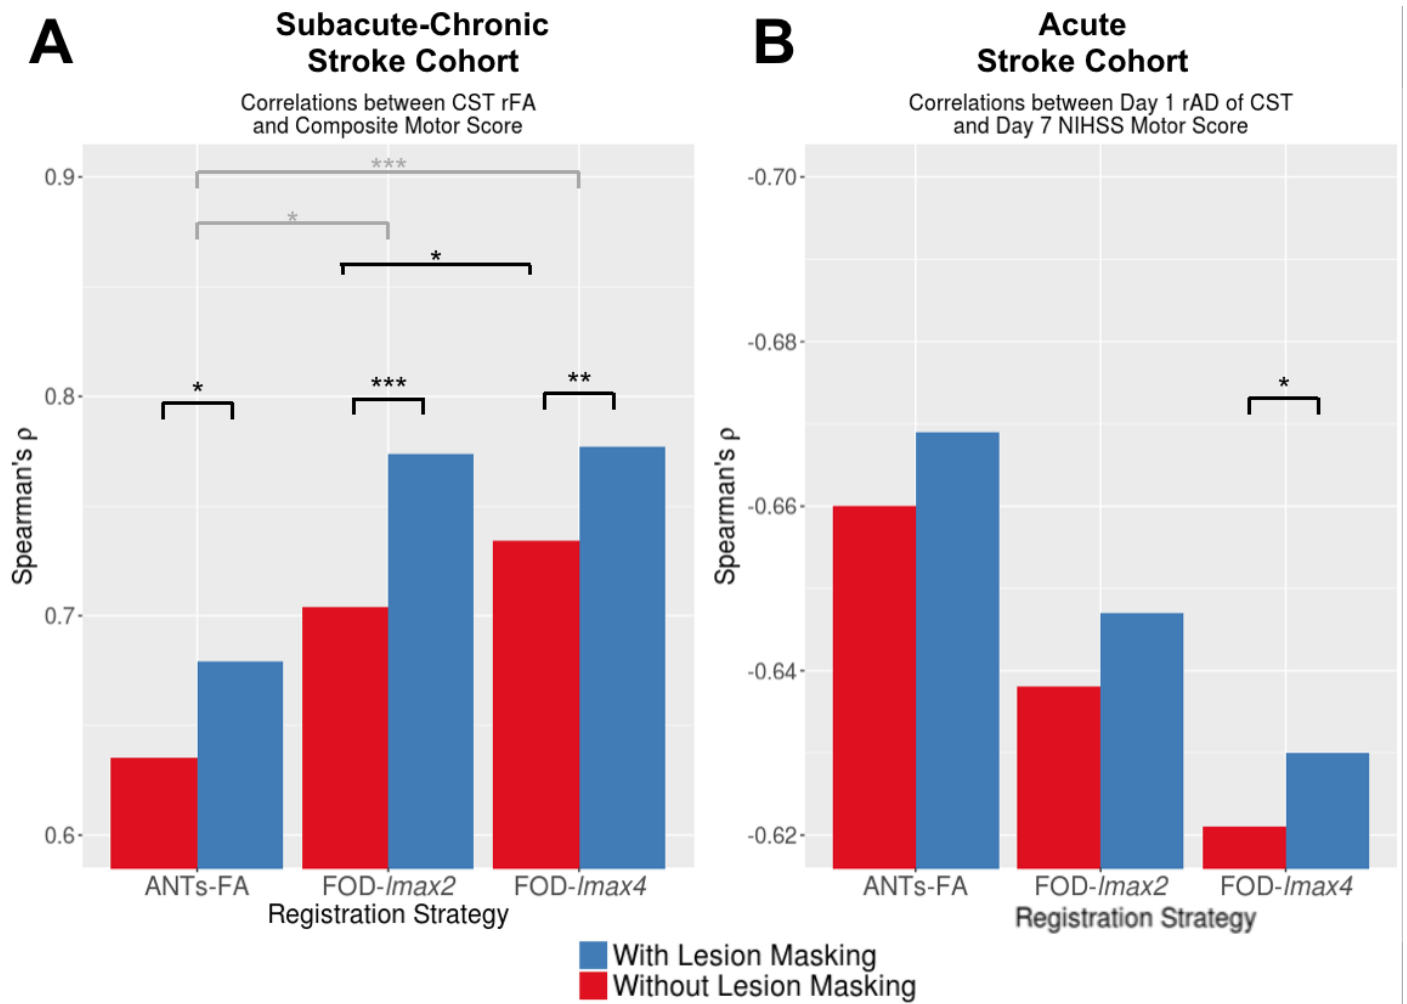 A
Subacute-Chronic
Stroke Cohort
Correlations between CST rFA
and Composite Motor Score
0.9
0.8
0.7
0.6
Spearman's ρ
***
*
*
*
***
**
ANTs-FA
FOD-lmax2
FOD-lmax4
Registration Strategy
B
Acute
Stroke Cohort
Correlations between Day 1 rAD of CST
and Day 7 NIHSS Motor Score
-0.70
-0.68
-0.66
-0.64
-0.62
Spearman's ρ
*
ANTs-FA
FOD-lmax2
FOD-lmax4
Registration Strategy
With Lesion Masking
Without Lesion Masking